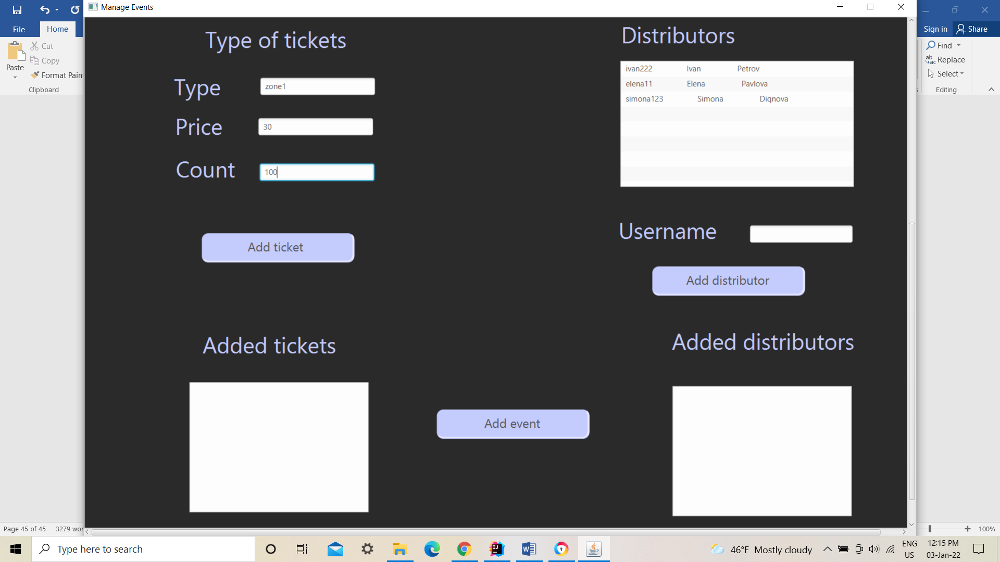 Manage Events
File
Home
Sign in
Share
Paste
Cut
Copy
Format Pain
Clipboard
Find
Replace
Select
Editing
Type of tickets
Type
zone1
Price
30
Count
100
Add ticket
Distributors
ivan222 Ivan Petrov
elena11 Elena Pavlova
simona123 Simona Diqnova
Username
Add distributor
Added tickets
Added distributors
Add event
Page 45 of 45
3279 wor
100%
Type here to search
46°F Mostly cloudy
ENG
US
12:15 PM
03-Jan-22